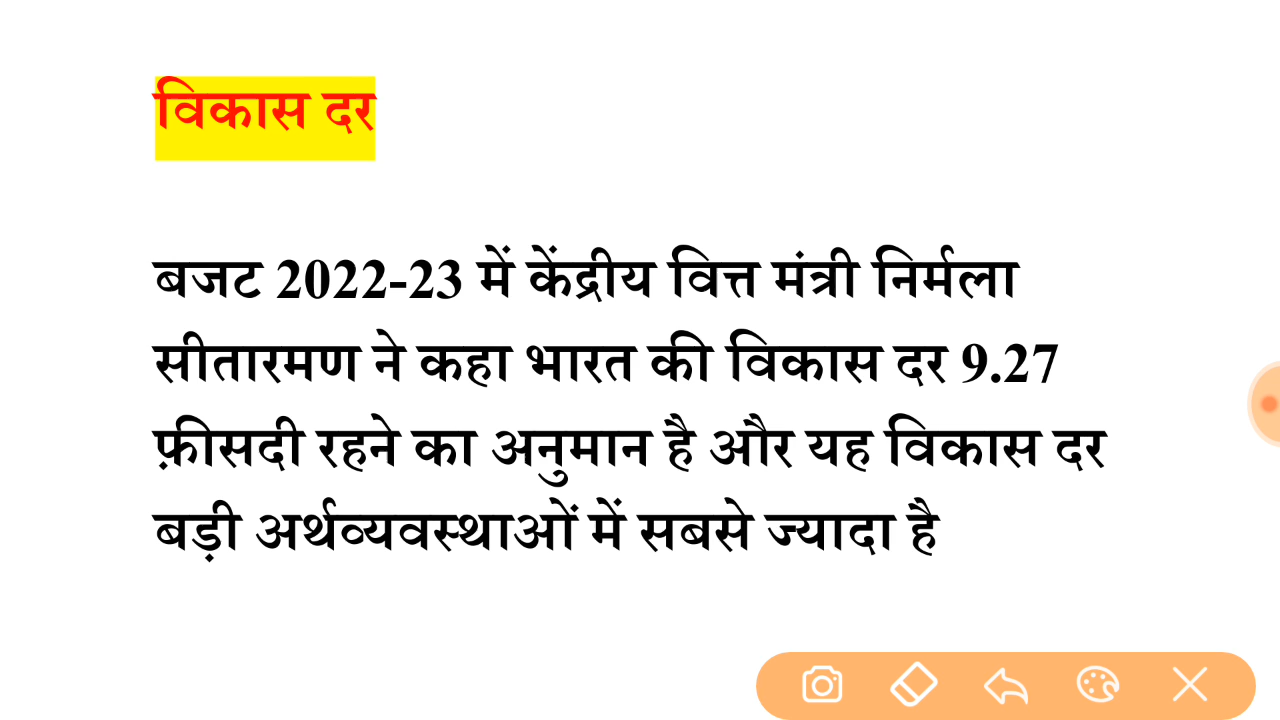 विकास दर
बजट 2022-23 में केंद्रीय वित्त मंत्री निर्मला
सीतारमण ने कहा भारत की विकास दर 9.27
फ़ीसदी रहने का अनुमान है और यह विकास दर
बड़ी अर्थव्यवस्थाओं में सबसे ज्यादा है